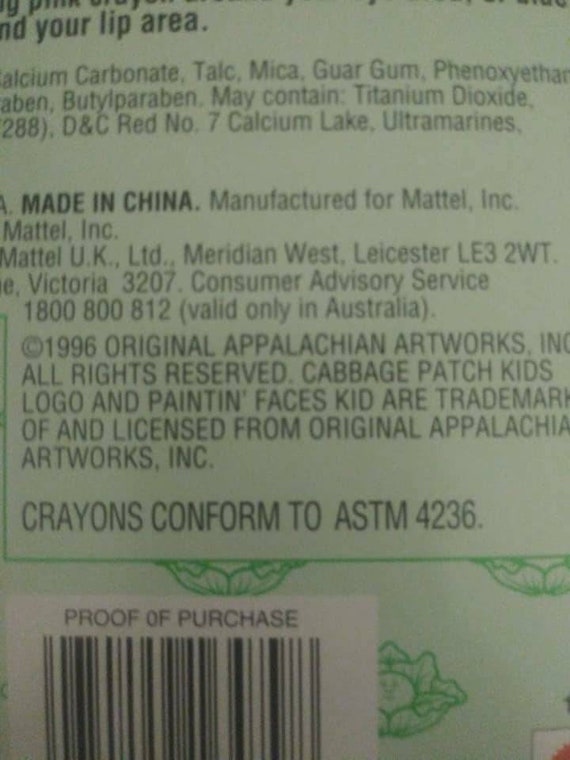 nd your lip area.
alcium Carbonate, Talc, Mica, Guar Gum, Phenoxyethan
aben, Butylparaben. May contain: Titanium Dioxide,
288), D&C Red No. 7 Calcium Lake, Ultramarines,
A. MADE IN CHINA. Manufactured for Mattel, Inc.
Mattel, Inc.
Mattel U.K., Ltd., Meridian West, Leicester LE3 2WT.
e, Victoria 3207. Consumer Advisory Service
1800 800 812 (valid only in Australia).
©1996 ORIGINAL APPALACHIAN ARTWORKS, INC
ALL RIGHTS RESERVED. CABBAGE PATCH KIDS
LOGO AND PAINTIN' FACES KID ARE TRADEMARK
OF AND LICENSED FROM ORIGINAL APPALACHIA
ARTWORKS, INC.
CRAYONS CONFORM TO ASTM 4236.
PROOF OF PURCHASE